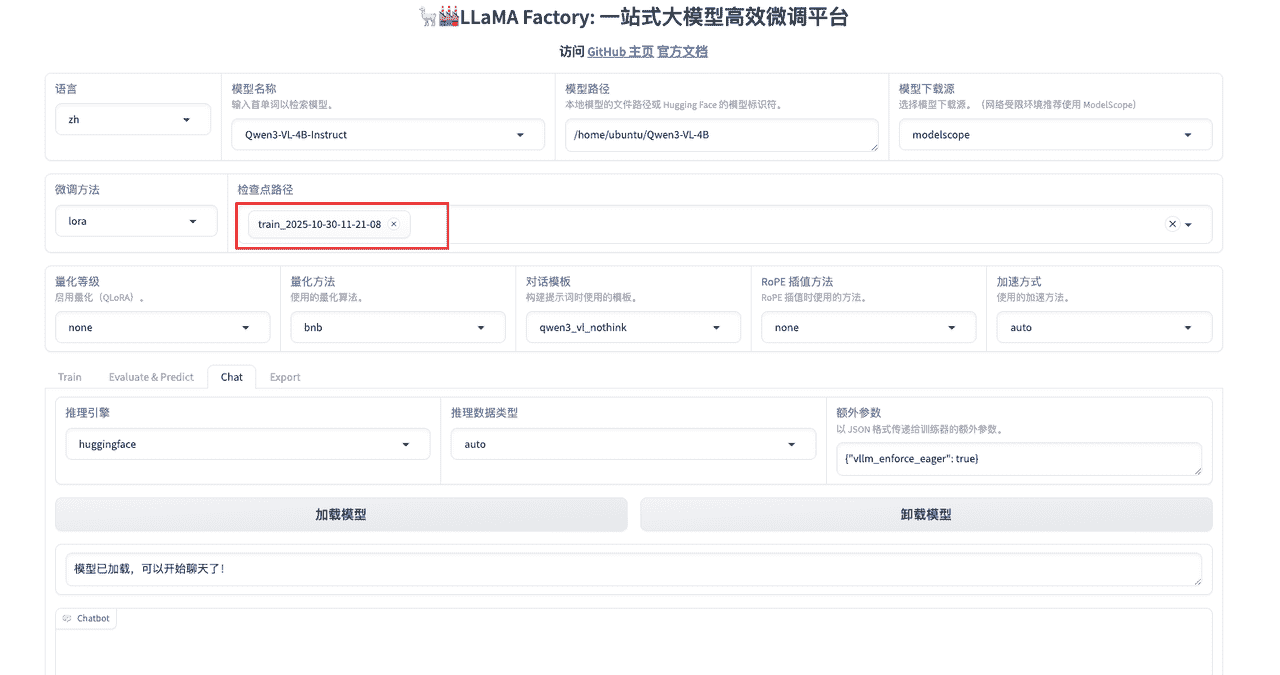 LLaMA Factory: 一站式大模型高效微调平台
访问 GitHub 主页 官方文档
语言
zh
模型名称
输入首单词以检索模型。
Qwen3-VL-4B-Instruct
模型路径
本地模型的文件路径或 Hugging Face 的模型标识符。
/home/ubuntu/Qwen3-VL-4B
模型下载源
选择模型下载源。（网络受限环境推荐使用 ModelScope）
modelscope
微调方法
lora
检查点路径
train_2025-10-30-11-21-08 ×
量化等级
启用量化（QLoRA）。
none
量化方法
使用的量化算法。
bnb
对话模板
构建提示词时使用的模板。
qwen3_vl_nothink
RoPE 插值方法
RoPE 插值时使用的方法。
none
加速方式
使用的加速方法。
auto
Train Evaluate & Predict Chat Export
推理引擎
huggingface
推理数据类型
auto
额外参数
以 JSON 格式传递给训练器的额外参数。
{"vllm_enforce_eager": true}
加载模型 卸载模型
模型已加载，可以开始聊天了！
Chatbot